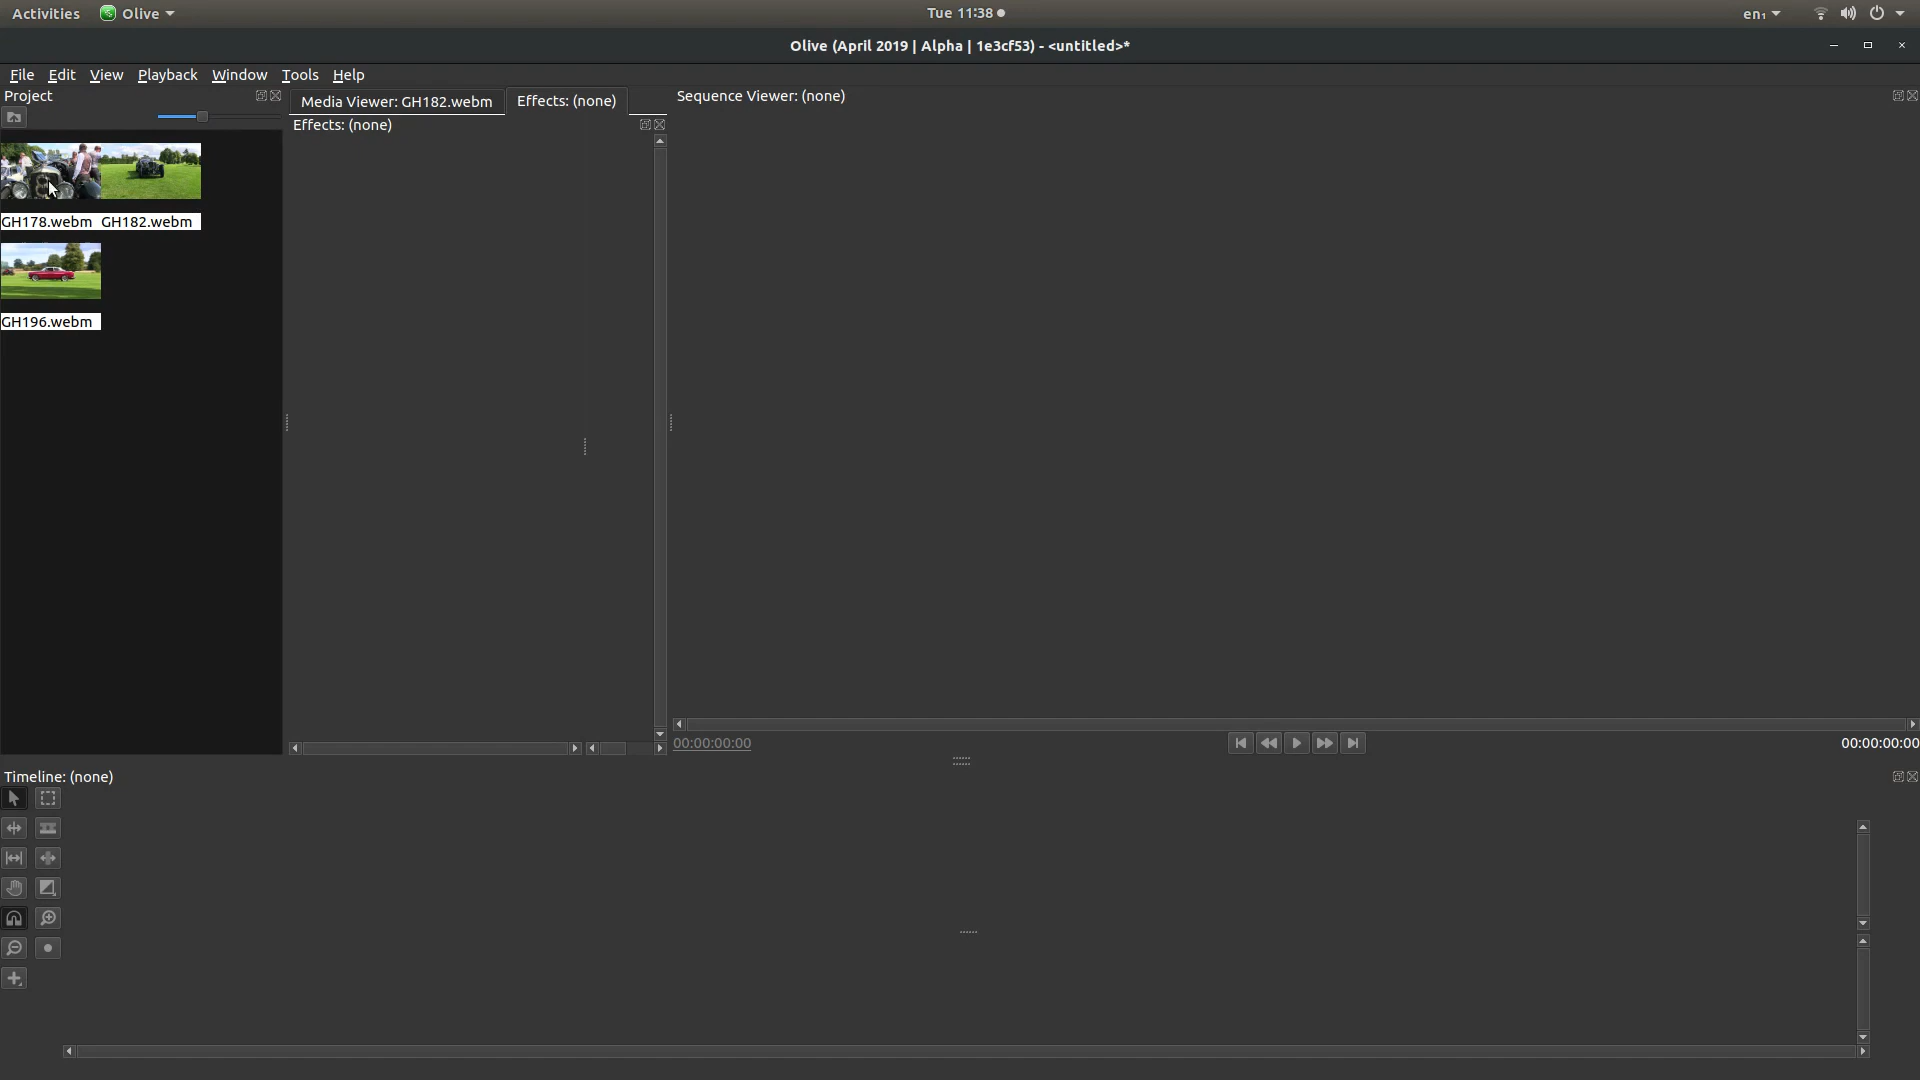 Activities Olive Tue 11:38 en₁
Olive (April 2019 | Alpha | 1e3cf53) - <untitled>*
File Edit View Playback Window Tools Help
Project
Media Viewer: GH182.webm Effects: (none)
Sequence Viewer: (none)
Effects: (none)
GH178.webm GH182.webm
GH196.webm
00:00:00:00 00:00:00:00
Timeline: (none)